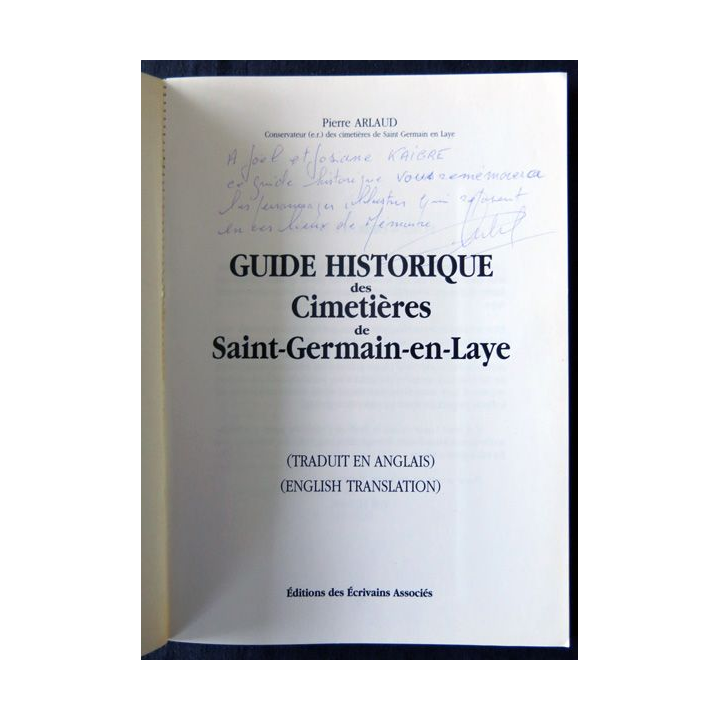 Pierre ARLAUD
Conservateur (e.r.) des cimetières de Saint Germain en Laye
A Joel et Josiane KAIBRE
ce guide historique vous remémorera
les personnages illustres qui reposent
en ces lieux de Memoire
GUIDE HISTORIQUE
des
Cimetières
de
Saint-Germain-en-Laye
(TRADUIT EN ANGLAIS)
(ENGLISH TRANSLATION)
Éditions des Écrivains Associés